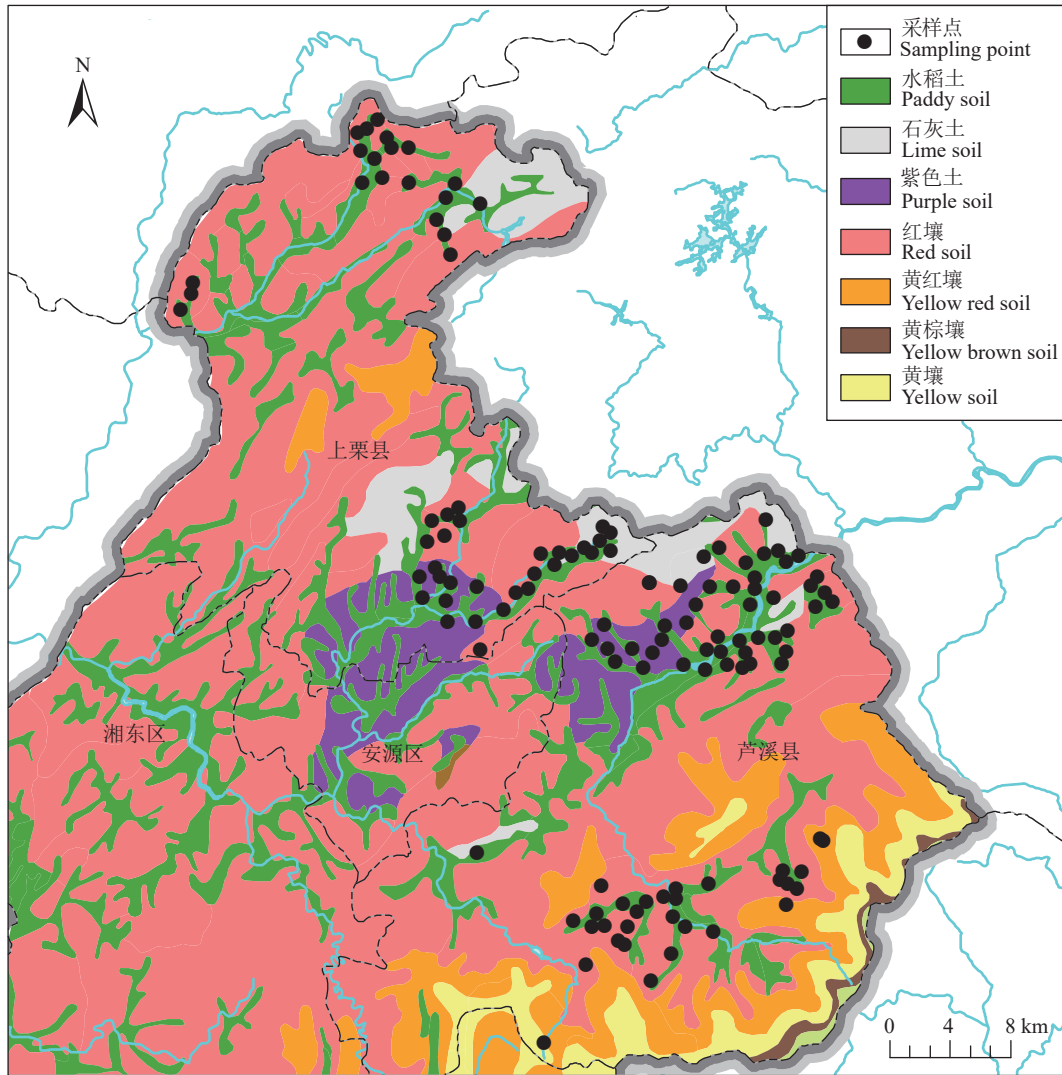 N
采样点
Sampling point
水稻土
Paddy soil
石灰土
Lime soil
紫色土
Purple soil
红壤
Red soil
黄红壤
Yellow red soil
黄棕壤
Yellow brown soil
黄壤
Yellow soil
上栗县
湘东区
安源区
芦溪县
0 4 8 km